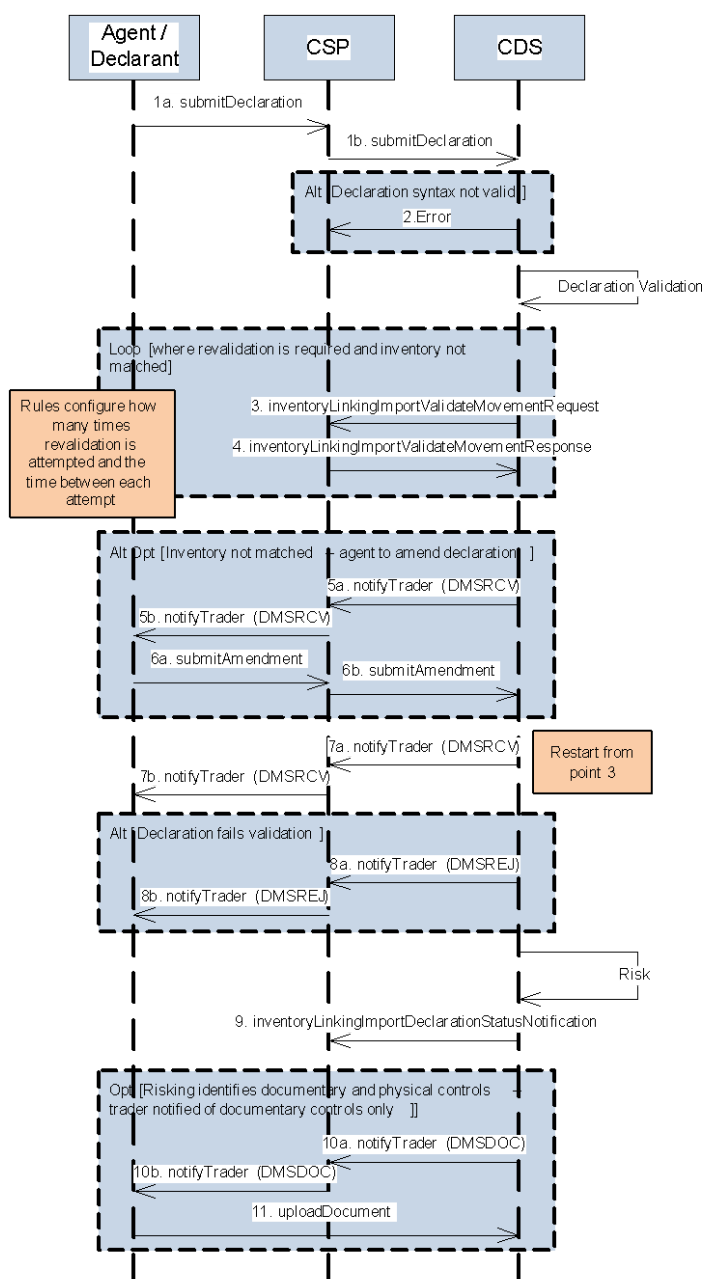 Agent /
Declarant
CSP
CDS
1a. submitDeclaration
1b. submitDeclaration
Alt [Declaration syntax not valid ]
2.Error
Declaration Validation
Loop [where revalidation is required and inventory not
matched]
Rules configure how
many times
revalidation is
attempted and the
time between each
attempt
3. inventoryLinkingImportValidateMovementRequest
4. inventoryLinkingImportValidateMovementResponse
Alt Opt [Inventory not matched – agent to amend declaration ]
5a. notifyTrader (DMSRCV)
5b. notifyTrader (DMSRCV)
6a. submitAmendment
6b. submitAmendment
7a. notifyTrader (DMSRCV)
7b. notifyTrader (DMSRCV)
Restart from
point 3
Alt [Declaration fails validation ]
8a. notifyTrader (DMSREJ)
8b. notifyTrader (DMSREJ)
Risk
9. inventoryLinkingImportDeclarationStatusNotification
Opt [Risking identifies documentary and physical controls –
trader notified of documentary controls only ]]
10a. notifyTrader (DMSDOC)
10b. notifyTrader (DMSDOC)
11. uploadDocument